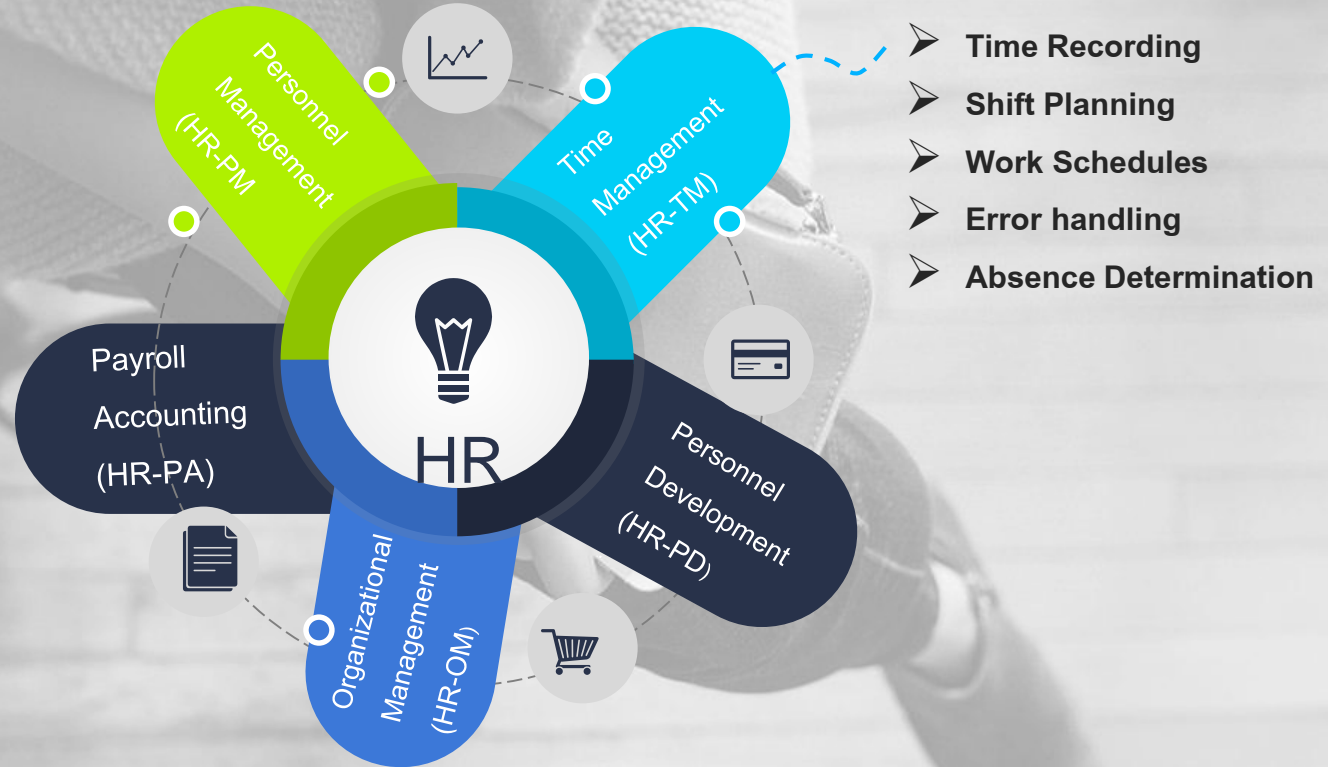 Personnel
Management
(HR-PM
Time
Management
(HR-TM)
Time Recording
Shift Planning
Work Schedules
Error handling
Absence Determination
Payroll
Accounting
(HR-PA)
HR
Personnel
Development
(HR-PD)
Organizational
Management
(HR-OM)